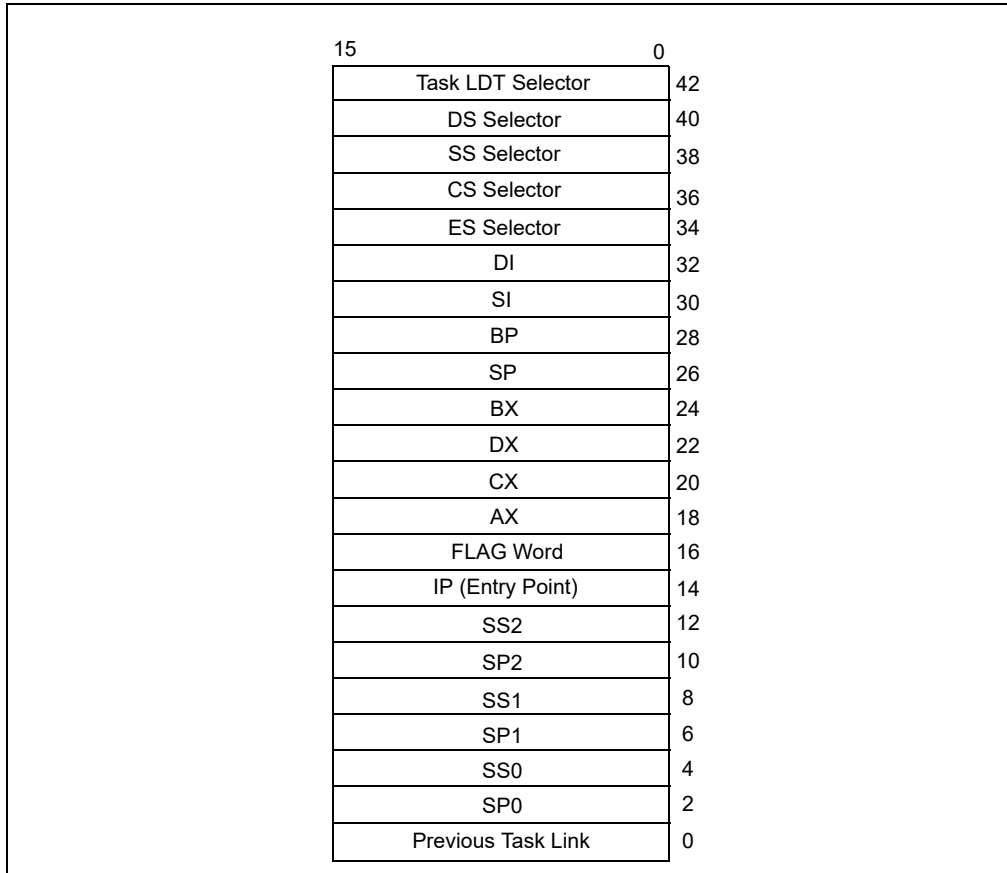 15 0
Task LDT Selector 42
DS Selector 40
SS Selector 38
CS Selector 36
ES Selector 34
DI 32
SI 30
BP 28
SP 26
BX 24
DX 22
CX 20
AX 18
FLAG Word 16
IP (Entry Point) 14
SS2 12
SP2 10
SS1 8
SP1 6
SS0 4
SP0 2
Previous Task Link 0